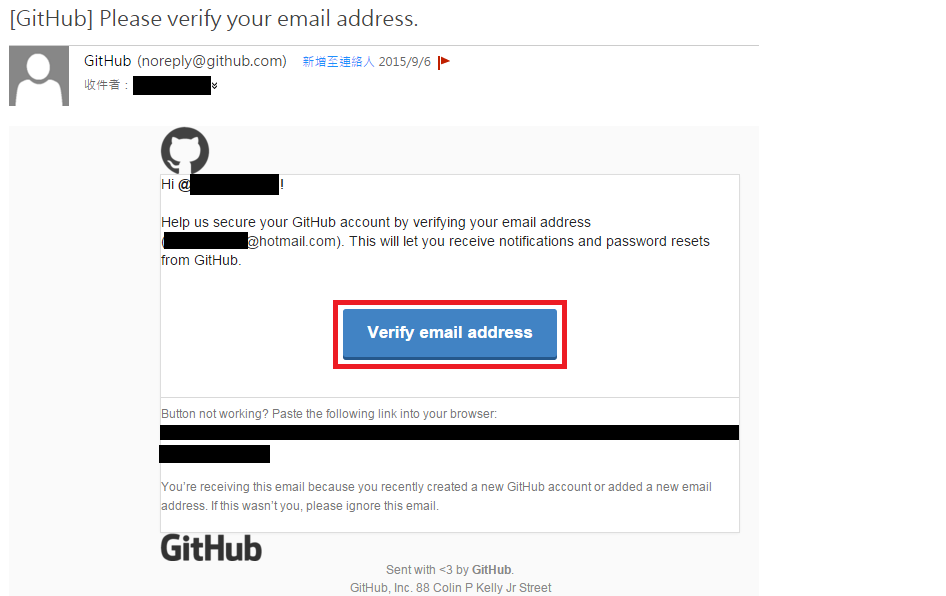 [GitHub] Please verify your email address.
GitHub (noreply@github.com) 新增至連絡人 2015/9/6
收件者：
Hi @ !
Help us secure your GitHub account by verifying your email address
( @hotmail.com). This will let you receive notifications and password resets
from GitHub.
Verify email address
Button not working? Paste the following link into your browser:
You're receiving this email because you recently created a new GitHub account or added a new email
address. If this wasn't you, please ignore this email.
GitHub
Sent with <3 by GitHub.
GitHub, Inc. 88 Colin P Kelly Jr Street